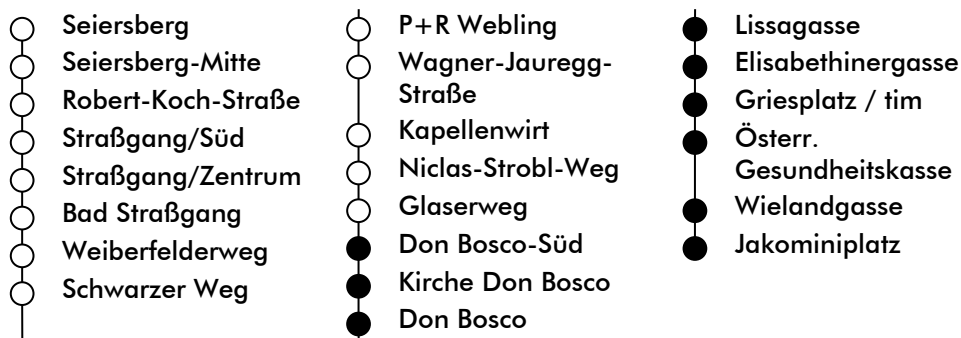 Seiersberg
Seiersberg-Mitte
Robert-Koch-Straße
Straßgang/Süd
Straßgang/Zentrum
Bad Straßgang
Weiberfelderweg
Schwarzer Weg
P+R Webling
Wagner-Jauregg-
Straße
Kapellenwirt
Niclas-Strobl-Weg
Glaserweg
Don Bosco-Süd
Kirche Don Bosco
Don Bosco
Lissagasse
Elisabethinergasse
Griesplatz / tim
Österr.
Gesundheitskasse
Wielandgasse
Jakominiplatz